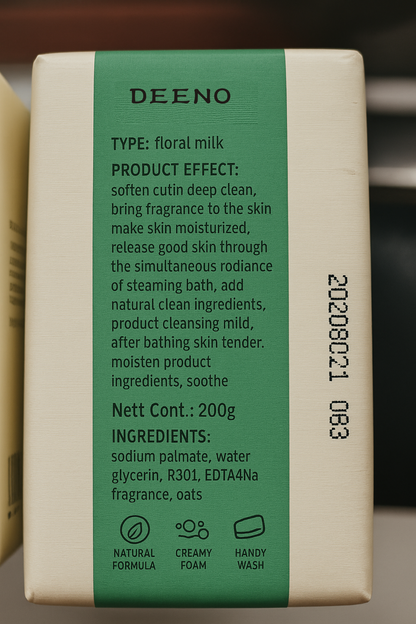 DEENO
TYPE: floral milk
PRODUCT EFFECT:
soften cutin deep clean,
bring fragrance to the skin
make skin moisturized,
release good skin through
the simultaneous rodiance
of steaming bath, add
natural clean ingredients,
product cleansing mild,
after bathing skin tender.
moisten product
ingredients, soothe
Nett Cont.: 200g
INGREDIENTS:
sodium palmate, water
glycerin, R301, EDTA4Na
fragrance, oats
NATURAL FORMULA
CREAMY FOAM
HANDY WASH
20208021 083